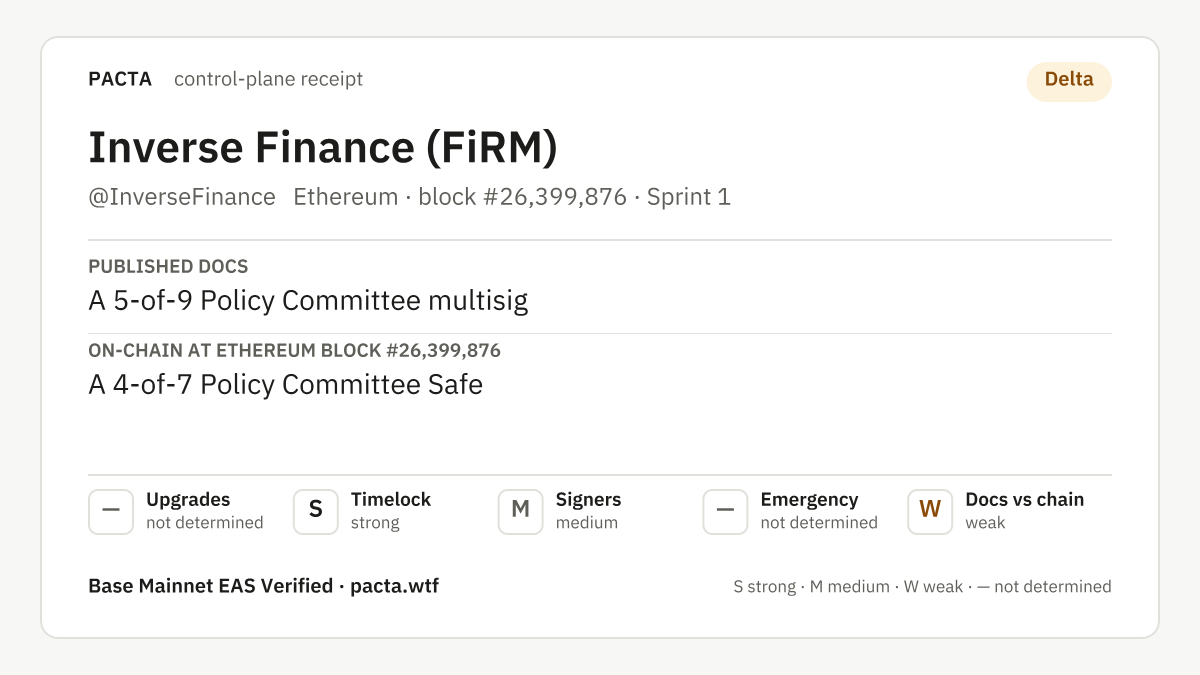 PACTA control-plane receipt Delta
Inverse Finance (FiRM)
@InverseFinance Ethereum · block #26,399,876 · Sprint 1
PUBLISHED DOCS
A 5-of-9 Policy Committee multisig
ON-CHAIN AT ETHEREUM BLOCK #26,399,876
A 4-of-7 Policy Committee Safe
— Upgrades
not determined
S Timelock
strong
M Signers
medium
— Emergency
not determined
W Docs vs chain
weak
Base Mainnet EAS Verified · pacta.wtf
S strong · M medium · W weak · — not determined